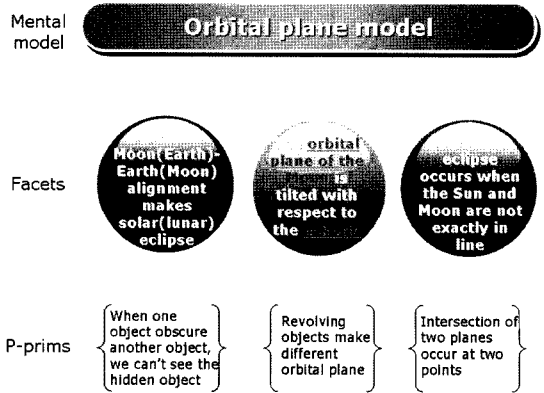 Mental
model
Orbital plane model
Facets
Moon(Earth)-
Earth(Moon)
alignment
makes
solar(lunar)
eclipse
orbital
plane of the
is
tilted with
respect to
the
eclipse
occurs when
the Sun and
Moon are not
exactly in
line
P-prims
When one
object obscure
another object,
we can't see the
hidden object
Revolving
objects make
different
orbital plane
Intersection of
two planes
occur at two
points